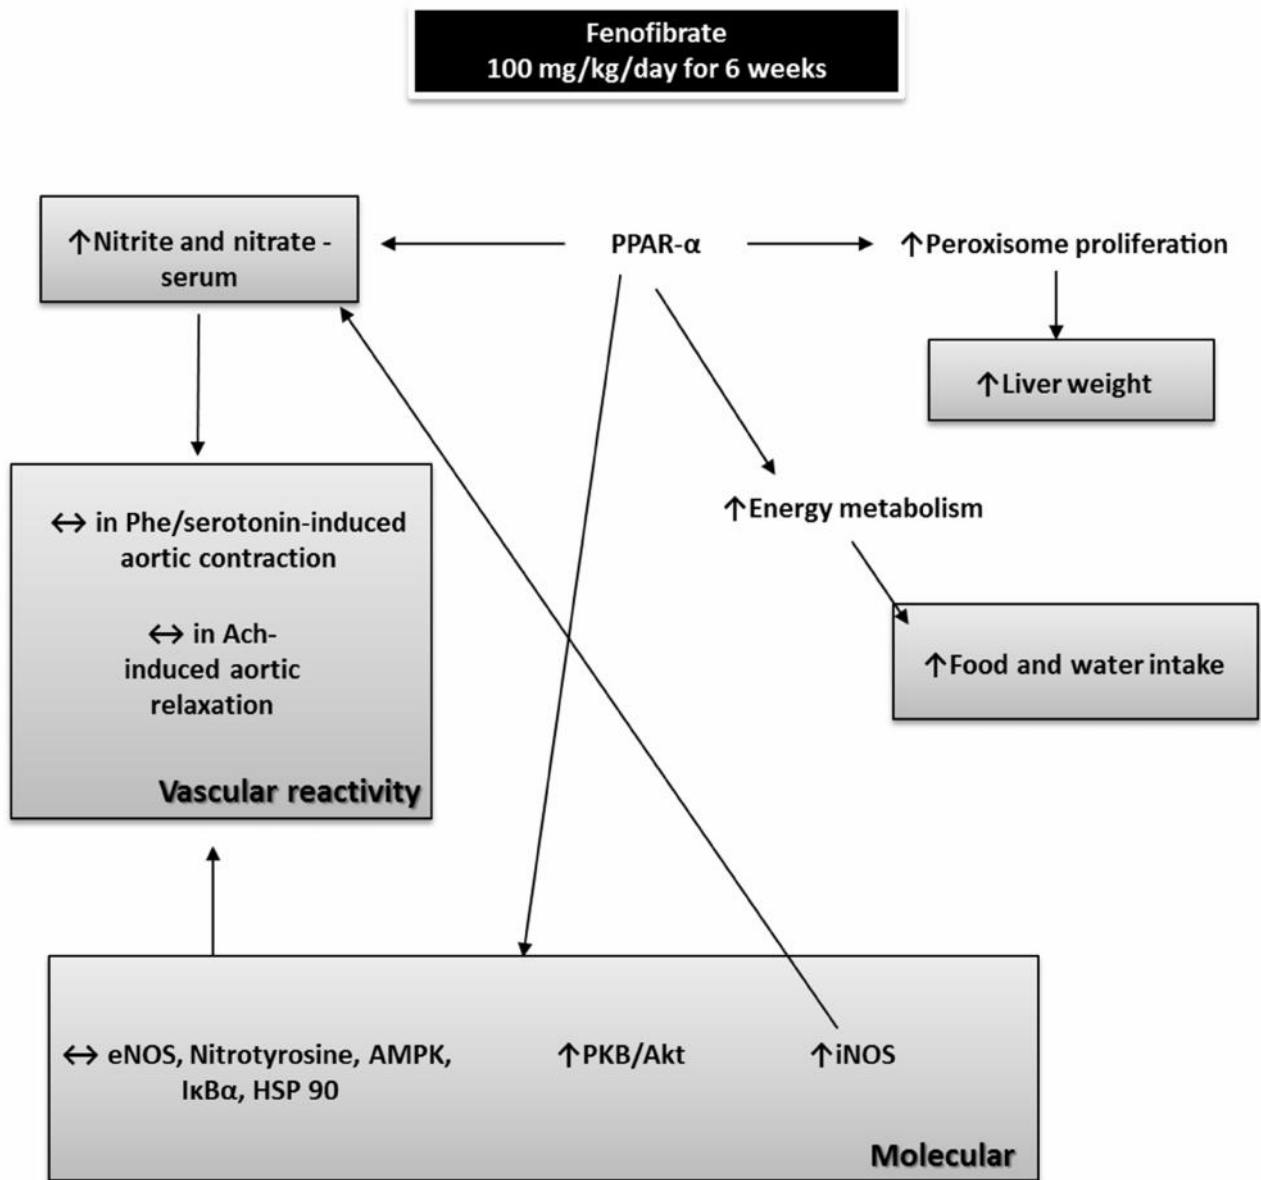 Fenofibrate
100 mg/kg/day for 6 weeks
↑Nitrite and nitrate -
serum
PPAR-α
↑Peroxisome proliferation
↑Liver weight
↔ in Phe/serotonin-induced
aortic contraction
↔ in Ach-
induced aortic
relaxation
Vascular reactivity
↑Energy metabolism
↑Food and water intake
↔ eNOS, Nitrotyrosine, AMPK,
IκBα, HSP 90
↑PKB/Akt
↑iNOS
Molecular